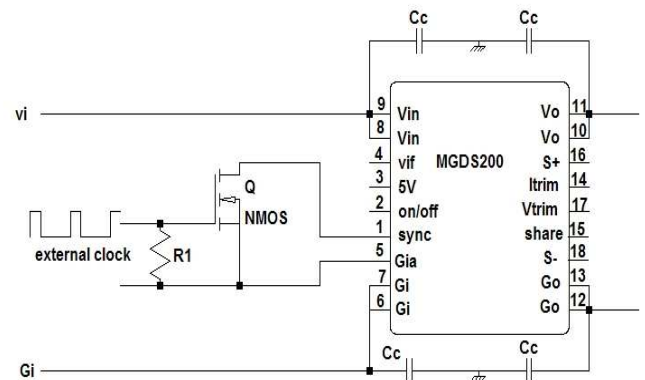 Cc Cc
vi
9 Vin Vo 11
8 Vin Vo 10
4 vif MGDS200 S+ 16
3 5V Itrim 14
Q
2 on/off Vtrim 17
NMOS
1 sync share 15
external clock R1
5 Gia S- 18
7 Gi Go 13
6 Gi Go 12
Cc Cc
Gi